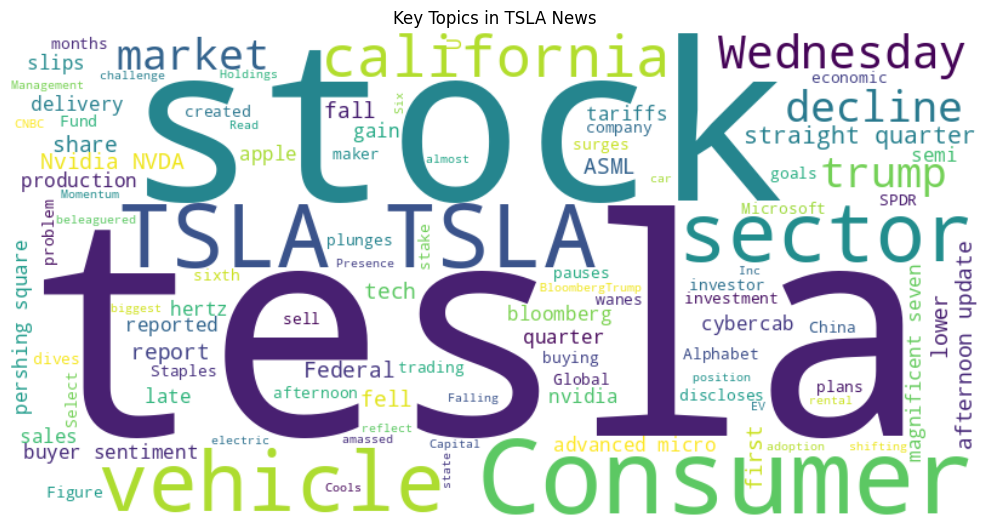 Key Topics in TSLA News
months
slips
challenge
Management
market
Holdings
california
Wednesday
economic
delivery
created
fall
Six
tariffs
decline
CNBC
Fund
Read
gain
company
straight quarter
share
stock
surges
semi
Nvidia NVDA
apple
maker
almost
ASML
goals
trump
production
car
SPDR
Momentum
beleaguered
TSLA TSLA
Microsoft
problem
plunges
stake
sector
Presence
sixth
pauses
Inc
tech
BloombergTrump
investor
biggest
hertz
wanes
investment
pershing square
tesla
sell
bloomberg
lower
afternoon update
magnificent seven
reported
quarter
cybercab
China
dives
report
buying
Alphabet
Staples
Federal
trading
Global
position
plans
Select
late
afternoon
fell
Falling
nvidia
discloses
EV
rental
reflect
sales
electric
amassed
Capital
advanced micro
first
adoption
shifting
buyer sentiment
state
vehicle
Consumer
Figure
Cools